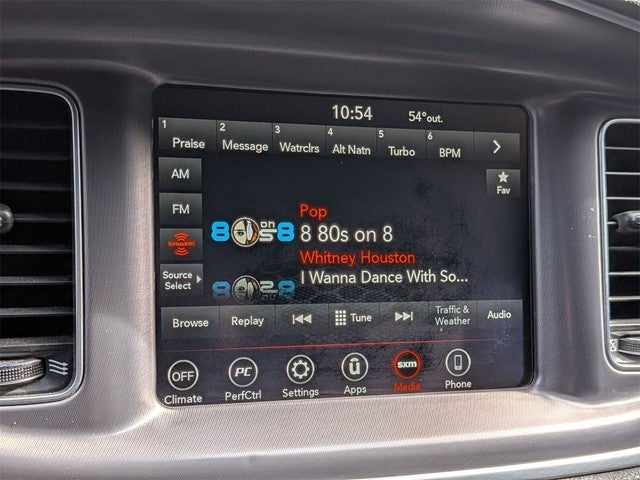 10:54 54°out.
1 Praise 2 Message 3 Watrclrs 4 Alt Natn 5 Turbo 6 BPM
AM
FM
SiriusXM
Source
Select
Fav
Pop
80s on 8
8 80s on 8
Whitney Houston
I Wanna Dance With So...
Browse Replay Tune Traffic &
Weather Audio
OFF PC sxm
Climate PerfCtrl Settings Apps Media Phone